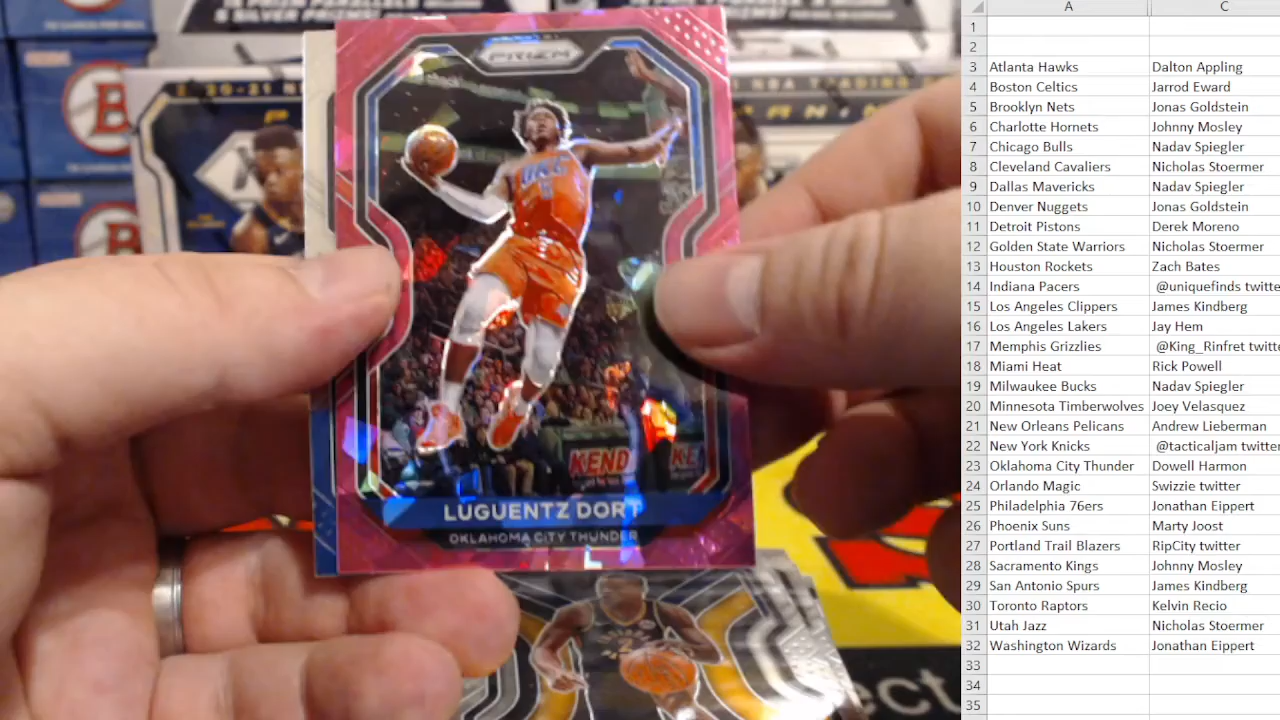 PRIZM
OKC
KEND
KE
LUGUENTZ DORT
OKLAHOMA CITY THUNDER
B
B
A C
1
2
3 Atlanta Hawks Dalton Appling
4 Boston Celtics Jarrod Eward
5 Brooklyn Nets Jonas Goldstein
6 Charlotte Hornets Johnny Mosley
7 Chicago Bulls Nadav Spiegler
8 Cleveland Cavaliers Nicholas Stoermer
9 Dallas Mavericks Nadav Spiegler
10 Denver Nuggets Jonas Goldstein
11 Detroit Pistons Derek Moreno
12 Golden State Warriors Nicholas Stoermer
13 Houston Rockets Zach Bates
14 Indiana Pacers @uniquefinds twitte
15 Los Angeles Clippers James Kindberg
16 Los Angeles Lakers Jay Hem
17 Memphis Grizzlies @King_Rinfret twitte
18 Miami Heat Rick Powell
19 Milwaukee Bucks Nadav Spiegler
20 Minnesota Timberwolves Joey Velasquez
21 New Orleans Pelicans Andrew Lieberman
22 New York Knicks @tacticaljam twitter
23 Oklahoma City Thunder Dowell Harmon
24 Orlando Magic Swizzie twitter
25 Philadelphia 76ers Jonathan Eippert
26 Phoenix Suns Marty Joost
27 Portland Trail Blazers RipCity twitter
28 Sacramento Kings Johnny Mosley
29 San Antonio Spurs James Kindberg
30 Toronto Raptors Kelvin Recio
31 Utah Jazz Nicholas Stoermer
32 Washington Wizards Jonathan Eippert
33
34
35